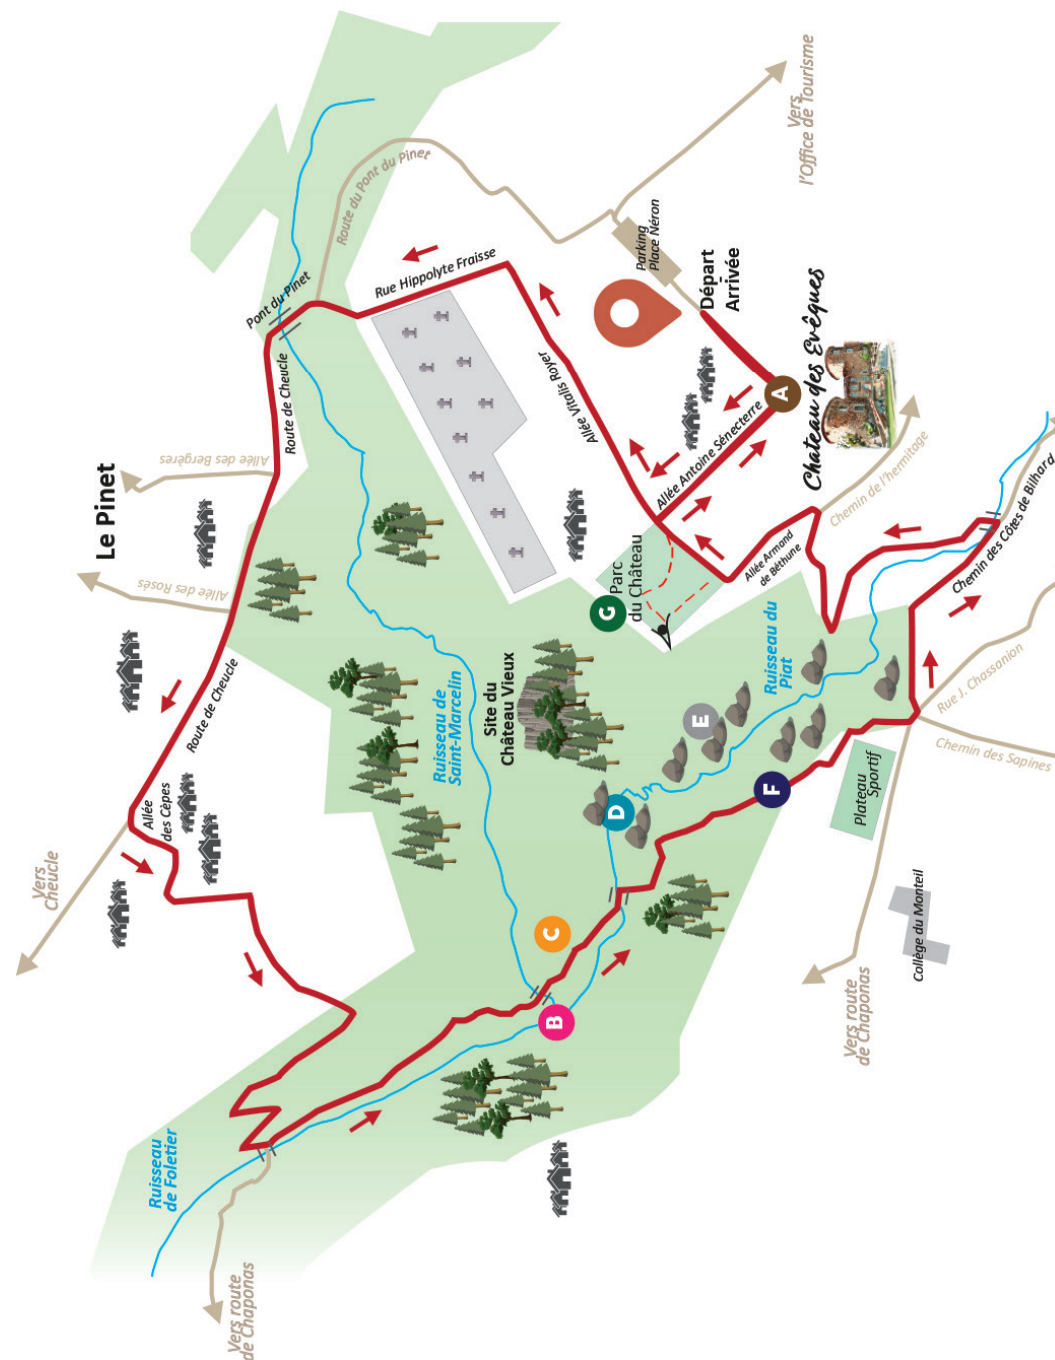 Vers
l'Office de Tourisme
Route du Pont du Pinet
Parking
Place Néron
Départ
Arrivée
Rue Hippolyte Fraisse
Pont du Pinet
Route de Cheucle
Allée des Bergères
Le Pinet
Allée des Rosés
Route de Cheucle
Allée
des Cèpes
Vers
Cheucle
Allée Vitalis Royer
Allée Antoine Sénecterre
A
Chateau des Evêques
Chemin de l'hermitage
Allée Armand
de Béthune
Chemin des Côtes de Bilhard
G
Parc
du Château
Ruisseau du
Piat
Site du
Château Vieux
Ruisseau de
Saint-Marcelin
E
D
F
C
B
Rue J. Chassanion
Chemin des Sapines
Plateau
Sportif
Collège du Monteil
Vers route
de Chaponas
Ruisseau
de Foletier
Vers route
de Chaponas